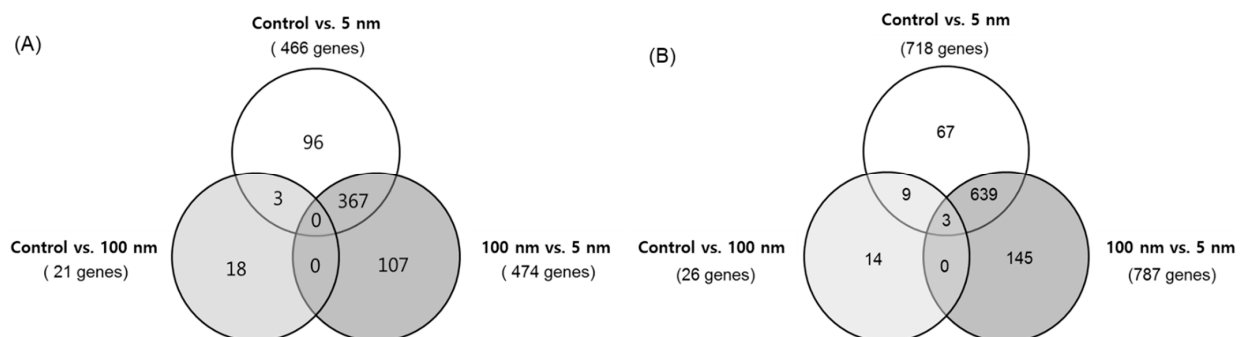 (A)
Control vs. 5 nm
( 466 genes)
96
3
367
0
Control vs. 100 nm
( 21 genes)
18
0
107
100 nm vs. 5 nm
( 474 genes)
(B)
Control vs. 5 nm
(718 genes)
67
9
639
3
Control vs. 100 nm
(26 genes)
14
0
145
100 nm vs. 5 nm
(787 genes)